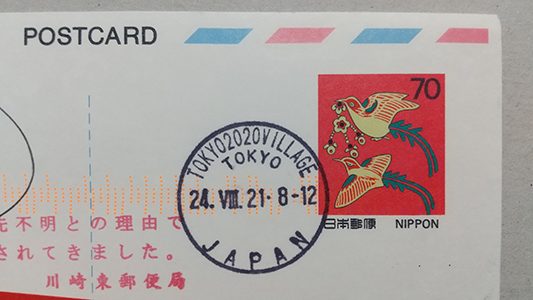 POSTCARD
70
TOKYO2020VILLAGE
TOKYO
24.VIII.21・8-12
JAPAN
日本郵便 NIPPON
先不明との理由で
されてきました。
川崎東郵便局